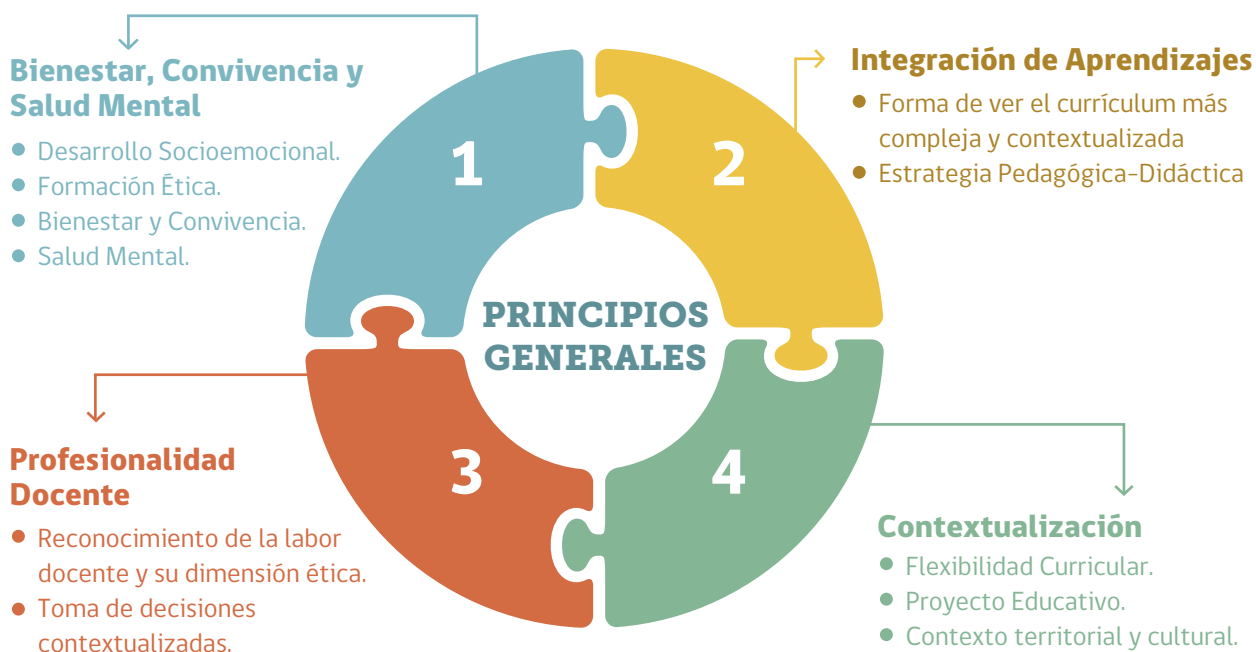 Bienestar, Convivencia y
Salud Mental
● Desarrollo Socioemocional.
● Formación Ética.
● Bienestar y Convivencia.
● Salud Mental.
1
2
Integración de Aprendizajes
● Forma de ver el currículum más
compleja y contextualizada
● Estrategia Pedagógica-Didáctica
PRINCIPIOS
GENERALES
Profesionalidad
Docente
● Reconocimiento de la labor
docente y su dimensión ética.
● Toma de decisiones
contextualizadas.
3
4
Contextualización
● Flexibilidad Curricular.
● Proyecto Educativo.
● Contexto territorial y cultural.